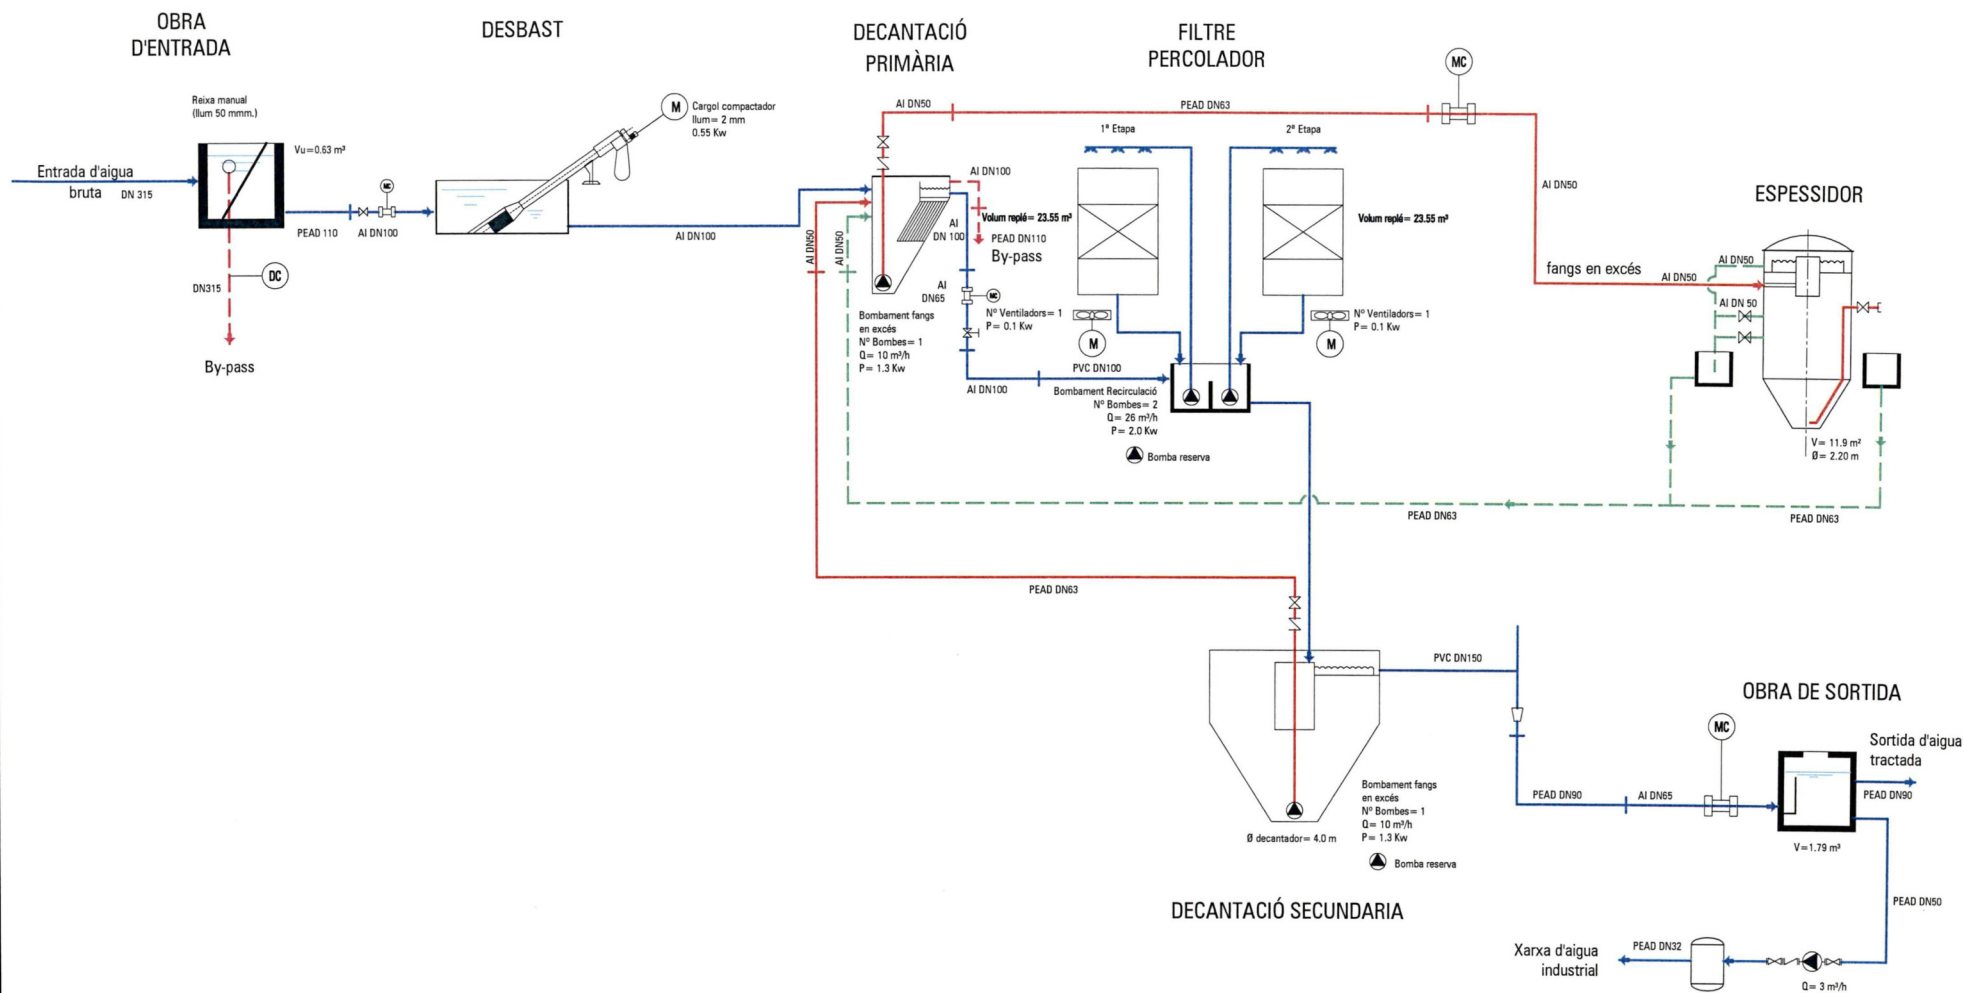 OBRA
D'ENTRADA
DESBAST
DECANTACIÓ
PRIMÀRIA
FILTRE
PERCOLADOR
MC
Reixa manual
(llum 50 mmm.)
Vu=0.63 m³
M
Cargol compactador
llum= 2 mm
0.55 Kw
AI DN50
PEAD DN63
1ª Etapa
2ª Etapa
Entrada d'aigua
bruta
DN 315
MC
PEAD 110
AI DN100
AI DN100
AI DN50
AI DN50
AI DN100
AI
DN 100
Volum replé= 23.55 m³
PEAD DN110
By-pass
Volum replé= 23.55 m³
AI DN50
ESPESSIDOR
DC
DN315
By-pass
AI
DN65
MC
Bombament fangs
en excés
Nº Bombes= 1
Q= 10 m³/h
P= 1.3 Kw
Nº Ventiladors= 1
P= 0.1 Kw
M
Nº Ventiladors= 1
P= 0.1 Kw
M
fangs en excés
AI DN50
AI DN50
AI DN 50
AI DN100
PVC DN100
Bombament Recirculació
Nº Bombes= 2
Q= 26 m³/h
P= 2.0 Kw
Bomba reserva
V= 11.9 m²
Ø= 2.20 m
PEAD DN63
PEAD DN63
PEAD DN63
PVC DN150
OBRA DE SORTIDA
MC
Sortida d'aigua
tractada
PEAD DN90
PEAD DN90
AI DN65
V=1.79 m³
Bombament fangs
en excés
Nº Bombes= 1
Q= 10 m³/h
P= 1.3 Kw
Bomba reserva
Ø decantador= 4.0 m
DECANTACIÓ SECUNDARIA
PEAD DN50
Xarxa d'aigua
industrial
PEAD DN32
Q= 3 m³/h